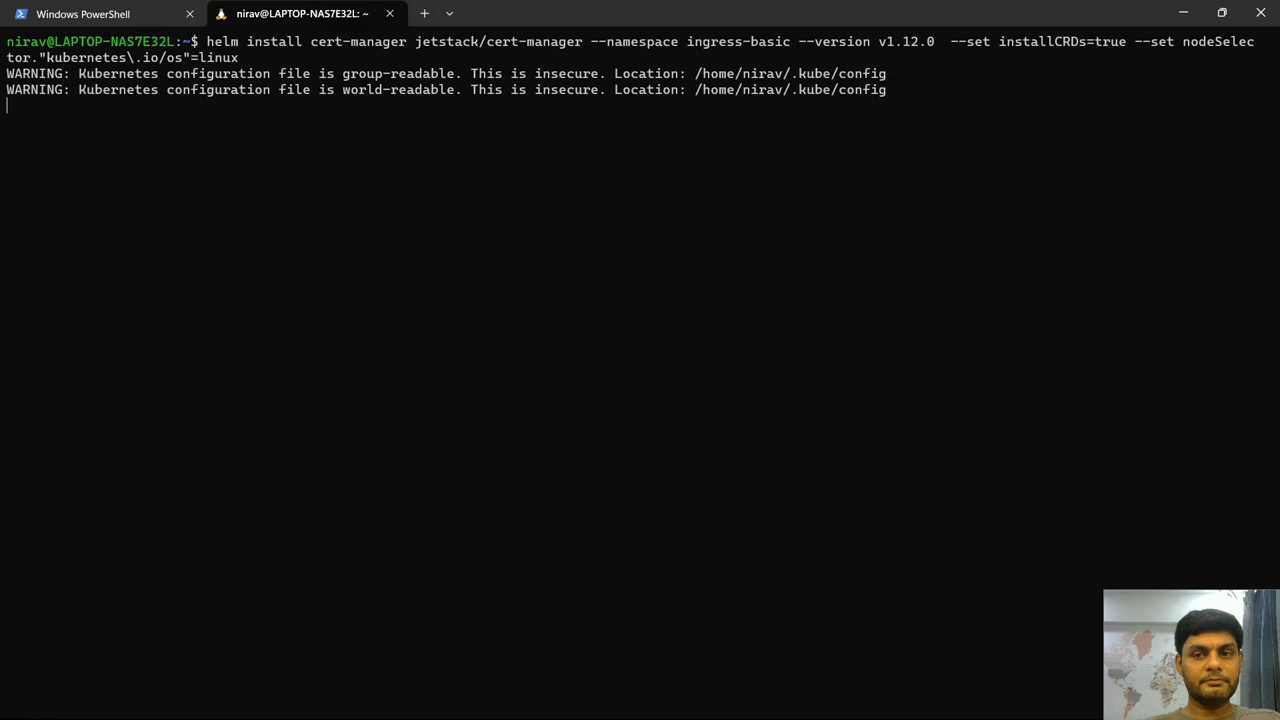 Windows PowerShell
nirav@LAPTOP-NAS7E32L: ~
nirav@LAPTOP-NAS7E32L:~$ helm install cert-manager jetstack/cert-manager --namespace ingress-basic --version v1.12.0  --set installCRDs=true --set nodeSelec
tor."kubernetes\.io/os"=linux
WARNING: Kubernetes configuration file is group-readable. This is insecure. Location: /home/nirav/.kube/config
WARNING: Kubernetes configuration file is world-readable. This is insecure. Location: /home/nirav/.kube/config